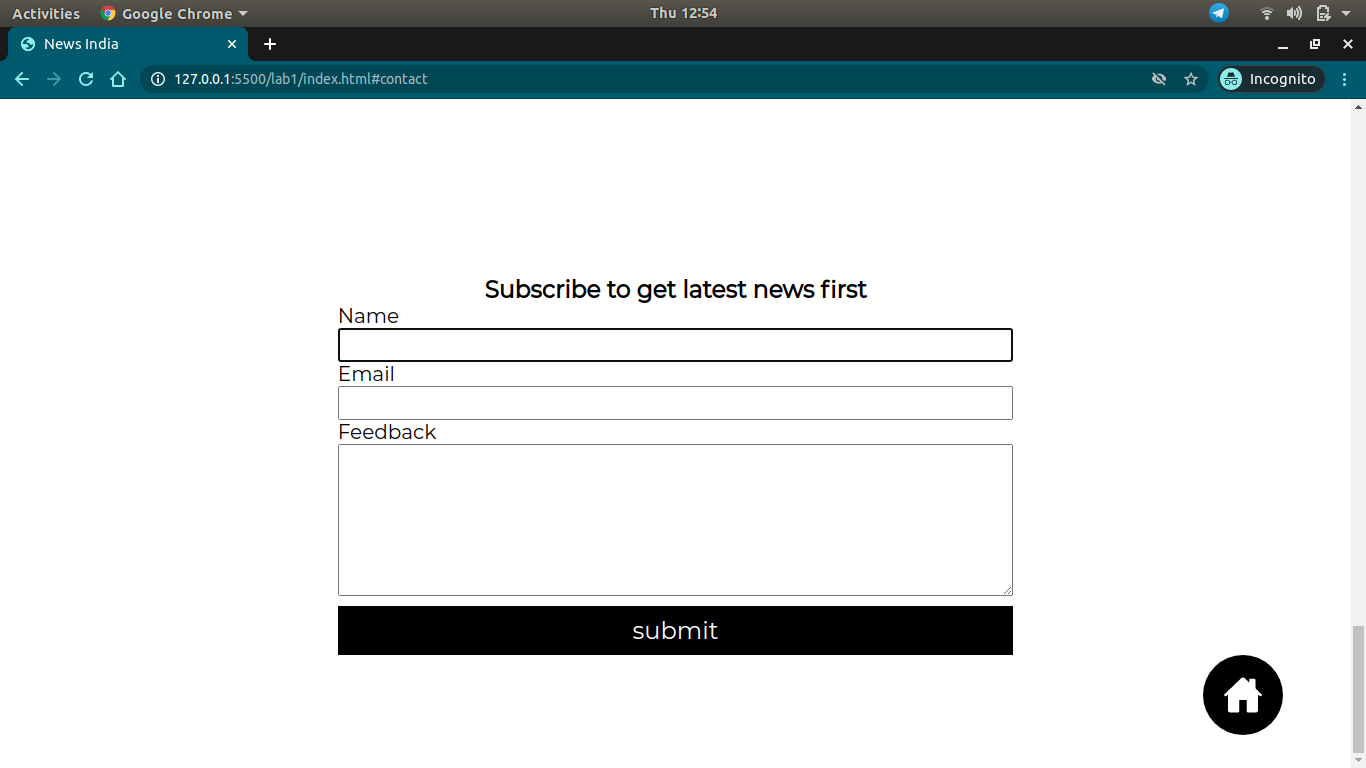 Activities Google Chrome Thu 12:54
News India
127.0.0.1:5500/lab1/index.html#contact Incognito
Subscribe to get latest news first
Name
Email
Feedback
submit